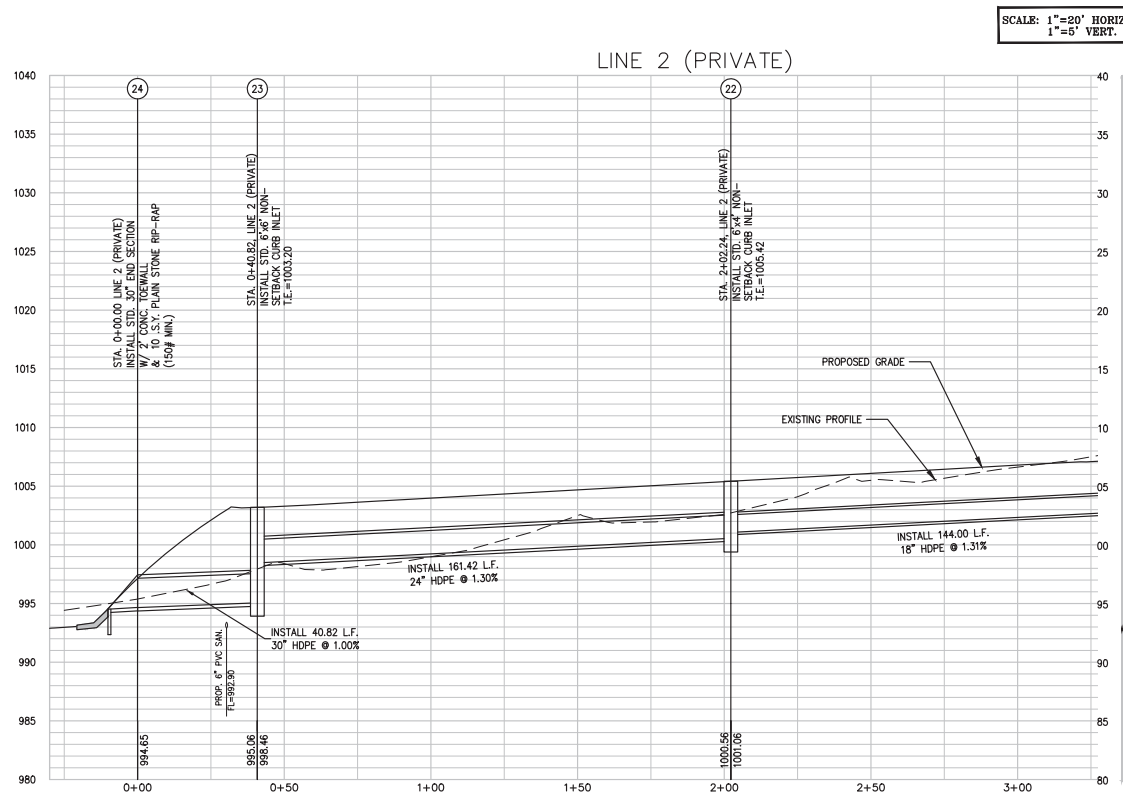 SCALE: 1"=20' HORIZ
1"=5' VERT.
LINE 2 (PRIVATE)
24
23
22
1040
1035
1030
1025
1020
1015
1010
1005
1000
995
990
985
980
40
35
30
25
20
15
10
05
00
95
90
85
80
STA. 0+00.00 LINE 2 (PRIVATE)
INSTALL STD. 30" END SECTION
W/ 2' CONC. TOEWALL
& 10 .S.Y. PLAIN STONE RIP-RAP
(150# MIN.)
STA. 0+40.82, LINE 2 (PRIVATE)
INSTALL STD. 6'x6' NON-
SETBACK CURB INLET
T.E.=1003.20
STA. 2+02.24, LINE 2 (PRIVATE)
INSTALL STD. 6'x4' NON-
SETBACK CURB INLET
T.E.=1005.42
PROPOSED GRADE
EXISTING PROFILE
INSTALL 144.00 L.F.
18" HDPE @ 1.31%
INSTALL 161.42 L.F.
24" HDPE @ 1.30%
INSTALL 40.82 L.F.
30" HDPE @ 1.00%
PROP. 6" PVC SAN.
FL=992.90
994.65
995.06
998.46
1000.56
1001.06
0+00
0+50
1+00
1+50
2+00
2+50
3+00